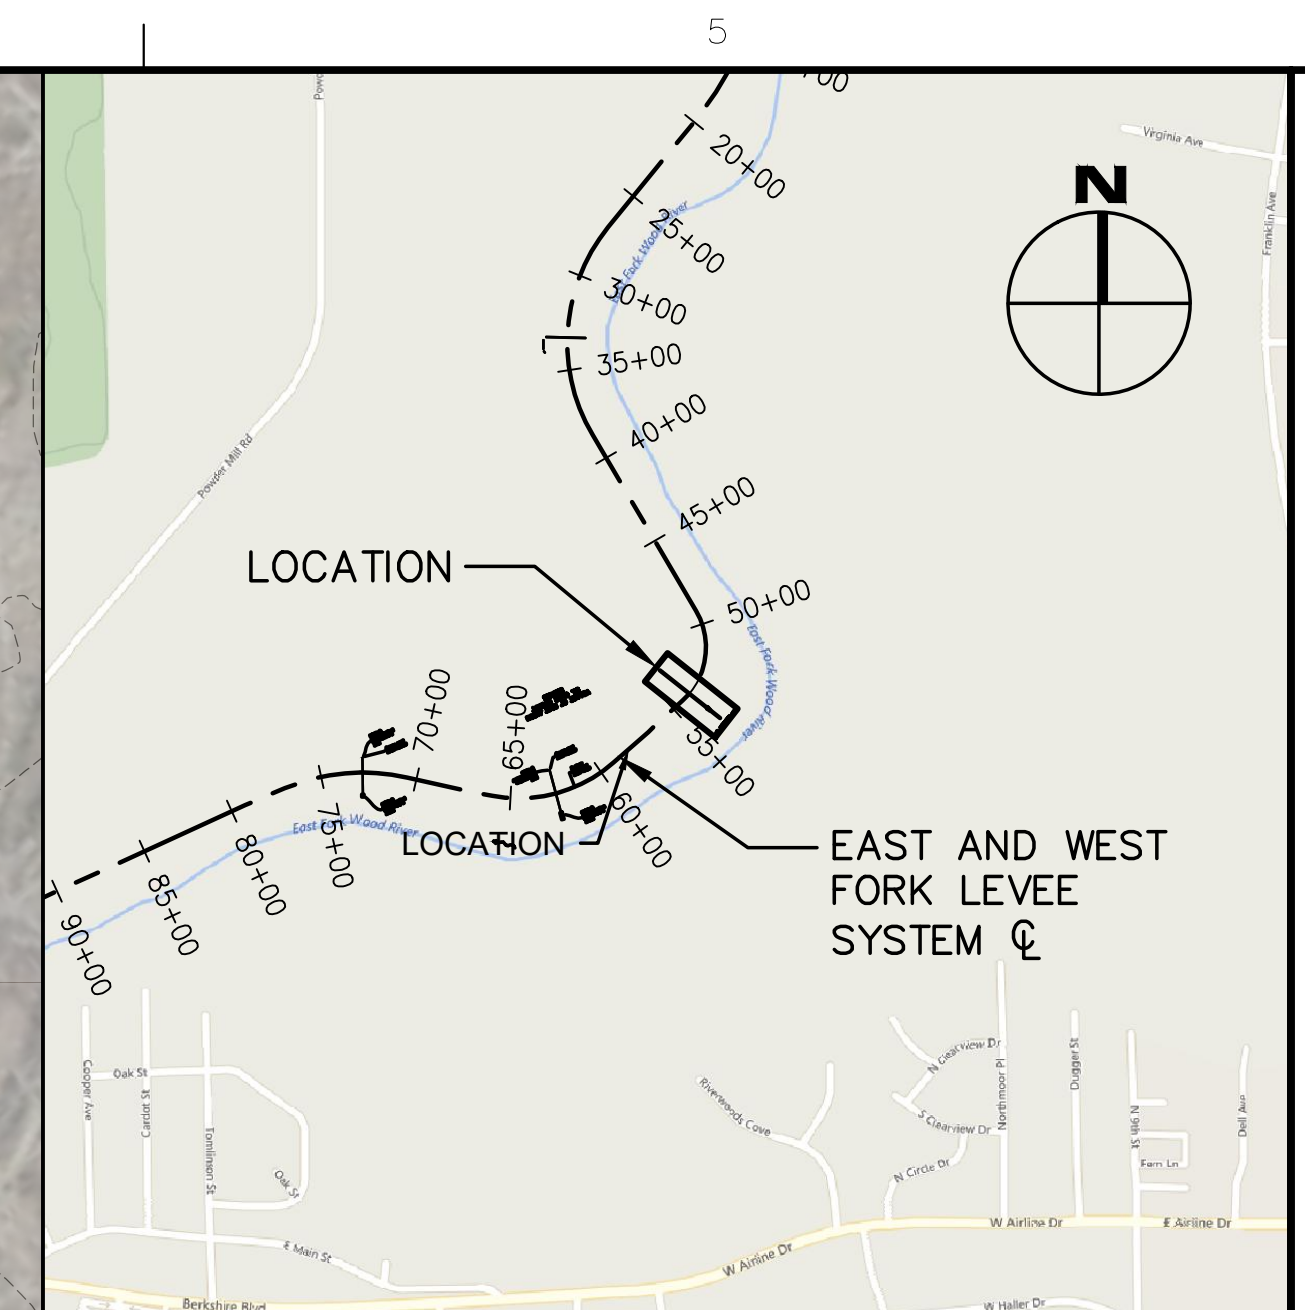 5
Virginia Ave
N
20+00
Franklin Ave
25+00
East Fork Wood River
30+00
35+00
40+00
Powder Mill Rd
45+00
LOCATION
50+00
East Fork Wood River
70+00
65+00
55+00
60+00
75+00
East Fork Wood River
LOCATION
80+00
85+00
90+00
EAST AND WEST
FORK LEVEE
SYSTEM ℄
Cooper Ave
Oak St
Cardot St
Tomlinson St
Oak St
Riverwoods Cove
N Clearview Dr
Northmoor Pl
Dugger St
S Clearview Dr
N 9th St
Dell Ave
N Circle Dr
Fern Ln
W Airline Dr
E Airline Dr
E Main St
W Airline Dr
Berkshire Blvd
W Haller Dr